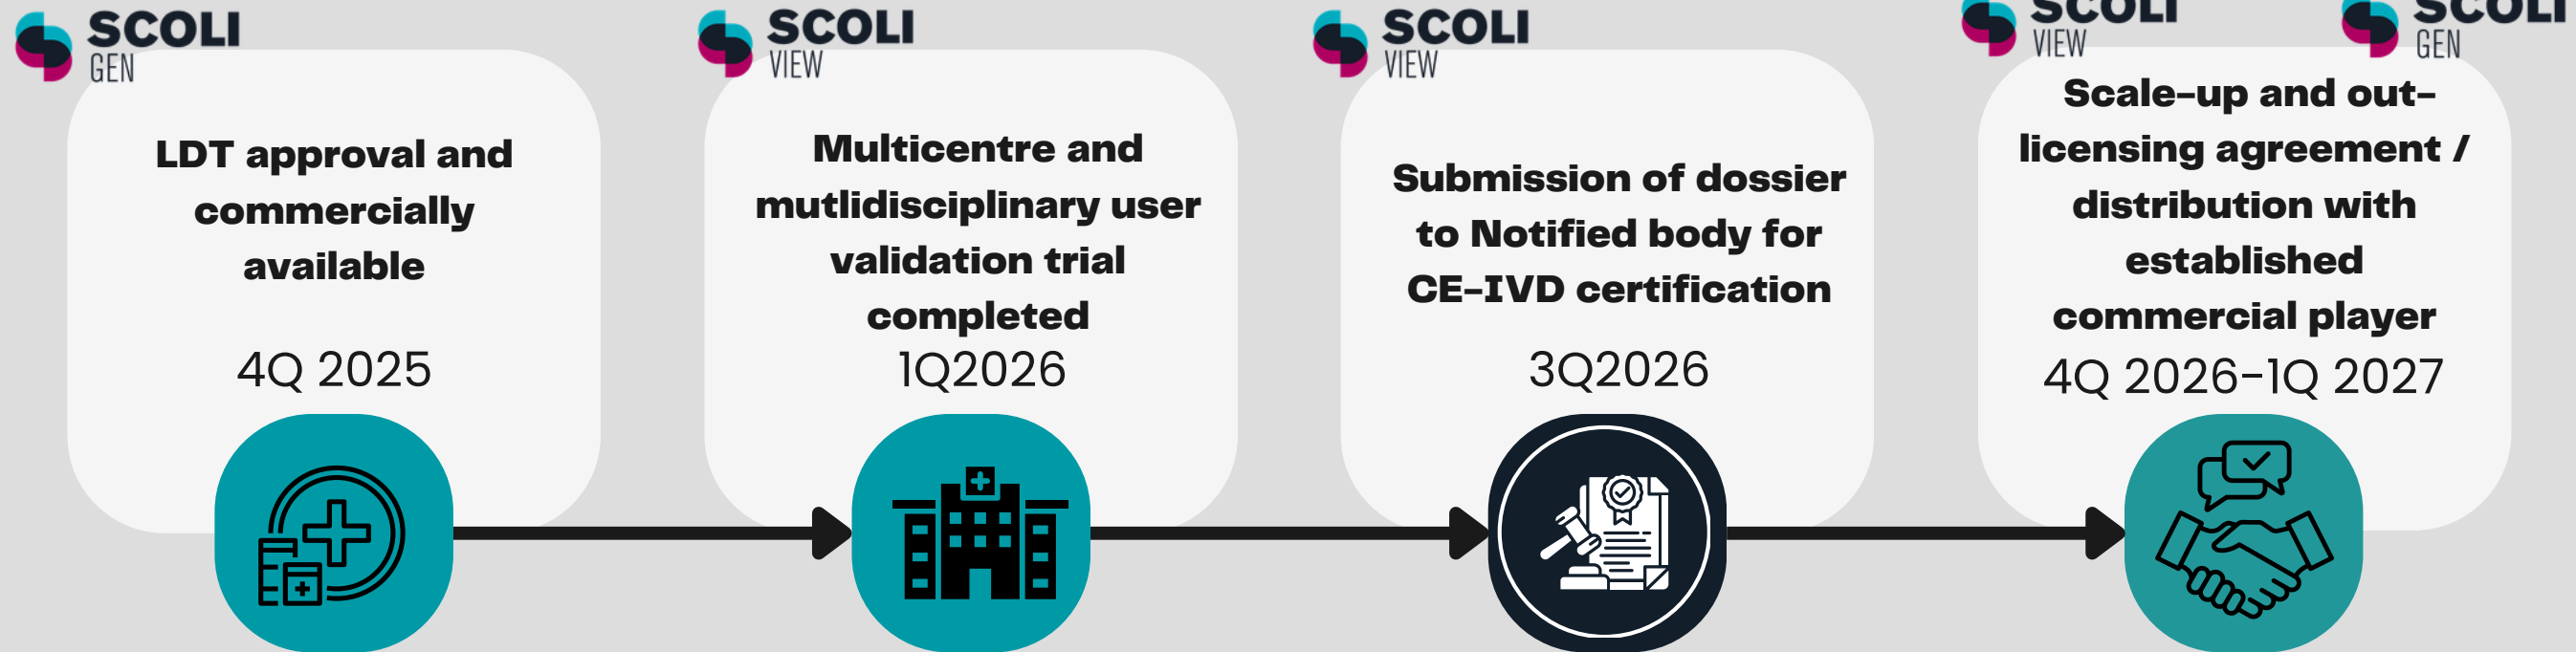 SCOLI
GEN
LDT approval and
commercially
available
4Q 2025
SCOLI
VIEW
Multicentre and
mutlidisciplinary user
validation trial
completed
1Q2026
SCOLI
VIEW
Submission of dossier
to Notified body for
CE-IVD certification
3Q2026
SCOLI
VIEW
SCOLI
GEN
Scale-up and out-
licensing agreement /
distribution with
established
commercial player
4Q 2026-1Q 2027